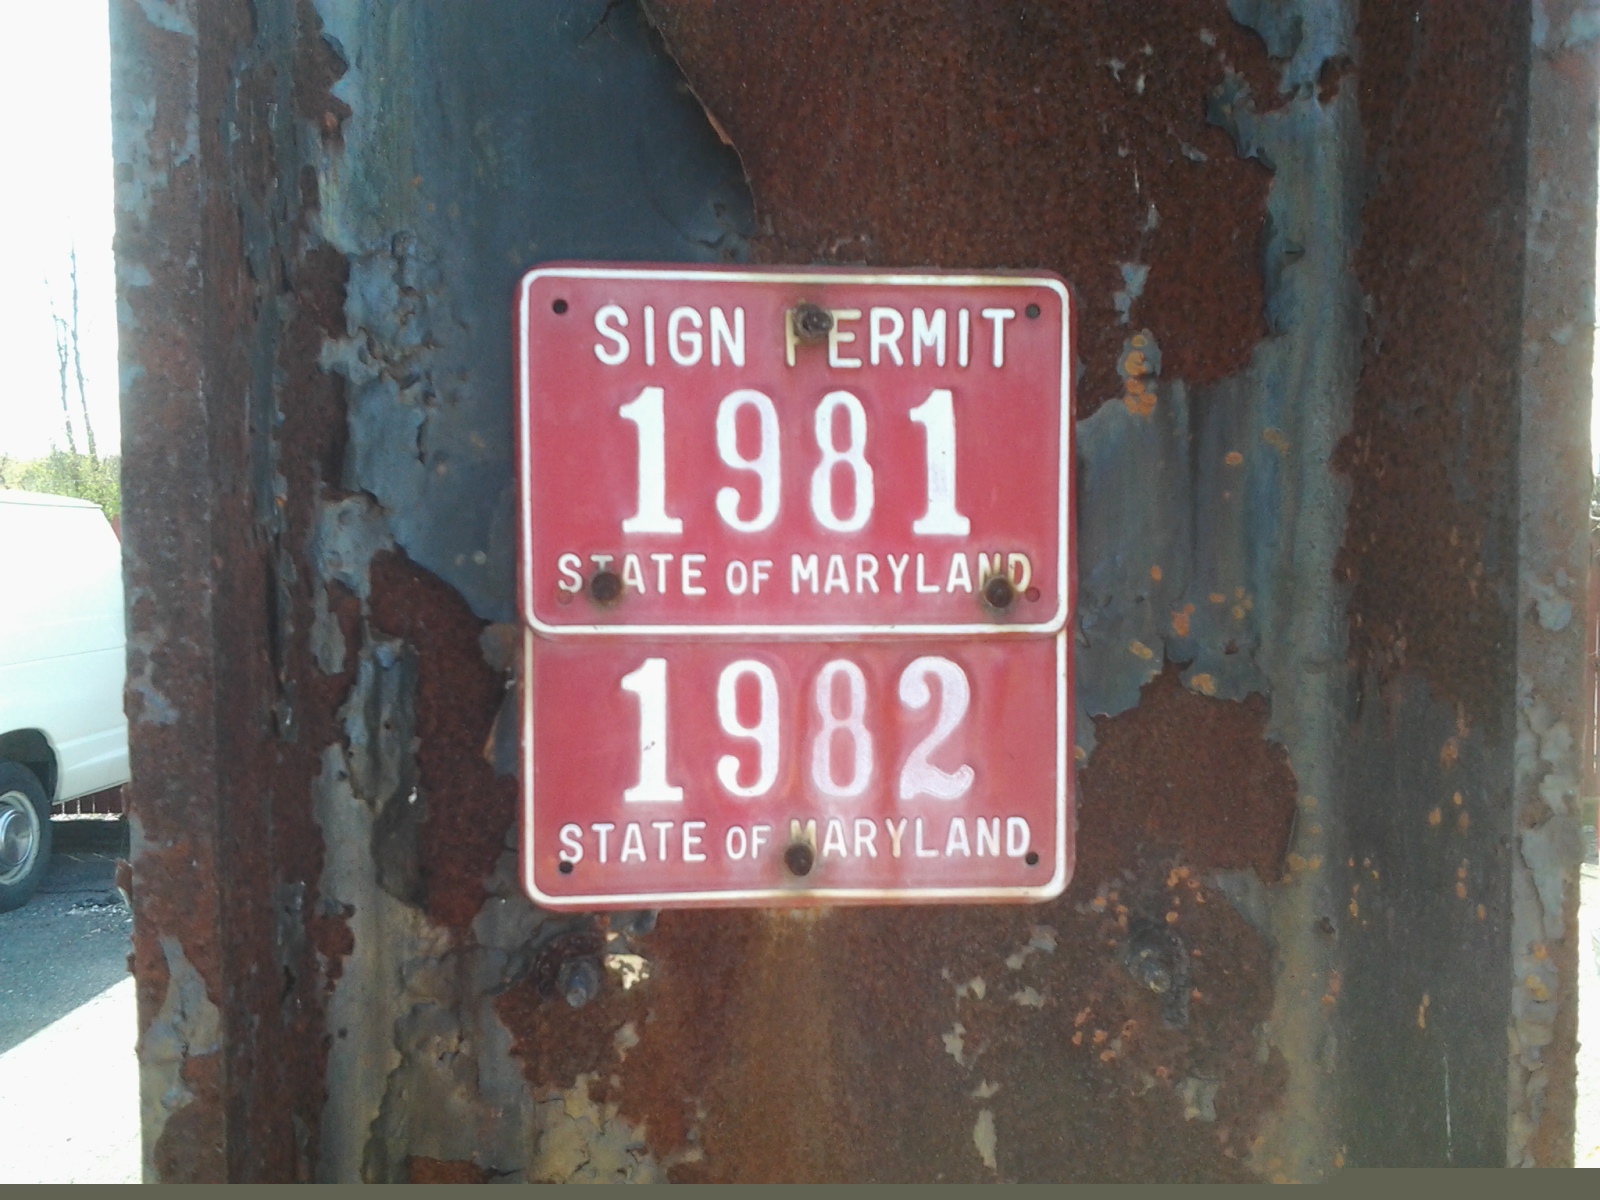 SIGN PERMIT
1981
STATE OF MARYLAND
1982
STATE OF MARYLAND